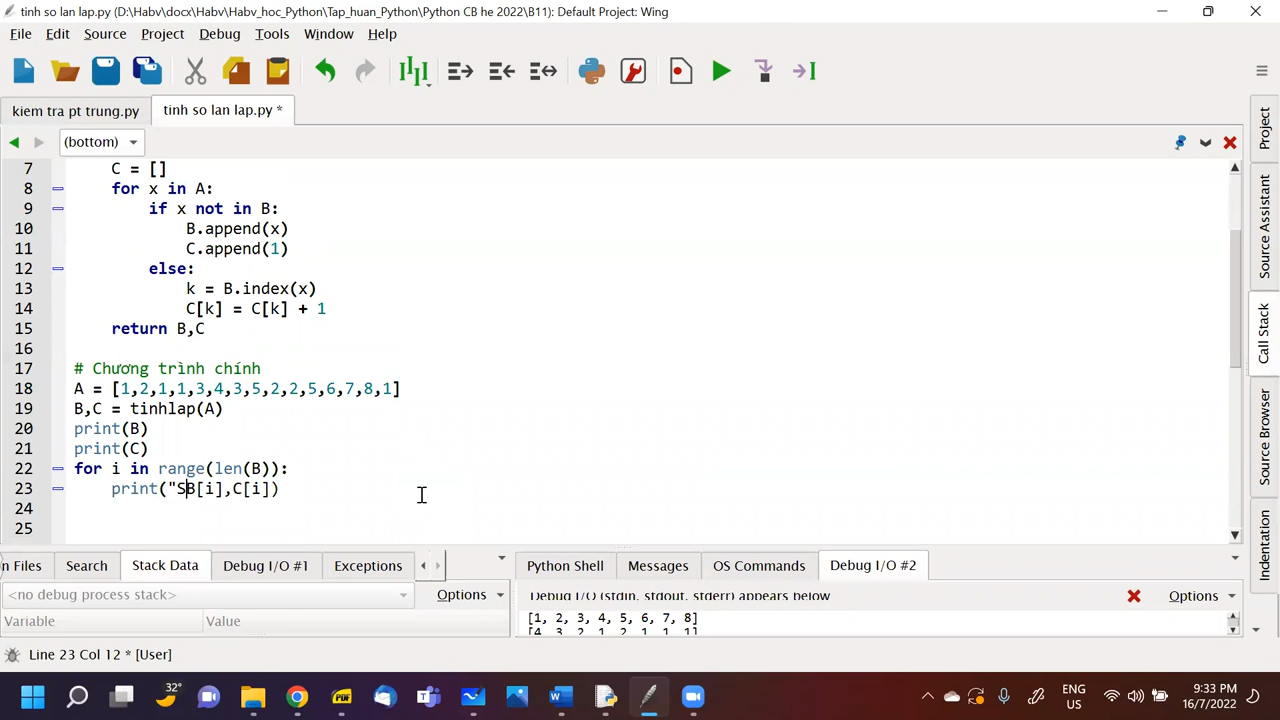 tinh so lan lap.py (D:\Habv\docx\Habv\Habv_hoc_Python\Tap_huan_Python\Python CB he 2022\B11): Default Project: Wing
File Edit Source Project Debug Tools Window Help
kiem tra pt trung.py tinh so lan lap.py *
(bottom)
7 C = []
8 for x in A:
9 if x not in B:
10 B.append(x)
11 C.append(1)
12 else:
13 k = B.index(x)
14 C[k] = C[k] + 1
15 return B,C
16
17 # Chương trình chính
18 A = [1,2,1,1,3,4,3,5,2,2,5,6,7,8,1]
19 B,C = tinhlap(A)
20 print(B)
21 print(C)
22 for i in range(len(B)):
23 print("SB[i],C[i])
24
25
Project
Source Assistant
Call Stack
Source Browser
Indentation
n Files Search Stack Data Debug I/O #1 Exceptions
<no debug process stack> Options
Variable Value
Python Shell Messages OS Commands Debug I/O #2
Debug I/O (stdin, stdout, stderr) appears below Options
[1, 2, 3, 4, 5, 6, 7, 8]
[4, 3, 2, 1, 2, 1, 1, 1]
Line 23 Col 12 * [User]
32°
PDF
ENG
US
9:33 PM
16/7/2022